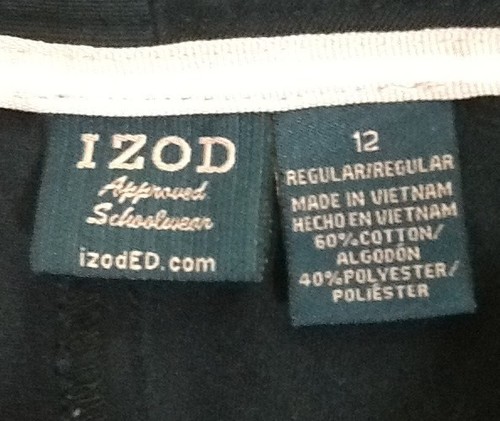 IZOD
Approved
Schoolwear
izodED.com
12
REGULAR/REGULAR
MADE IN VIETNAM
HECHO EN VIETNAM
60%COTTON/
ALGODÓN
40%POLYESTER/
POLIÉSTER